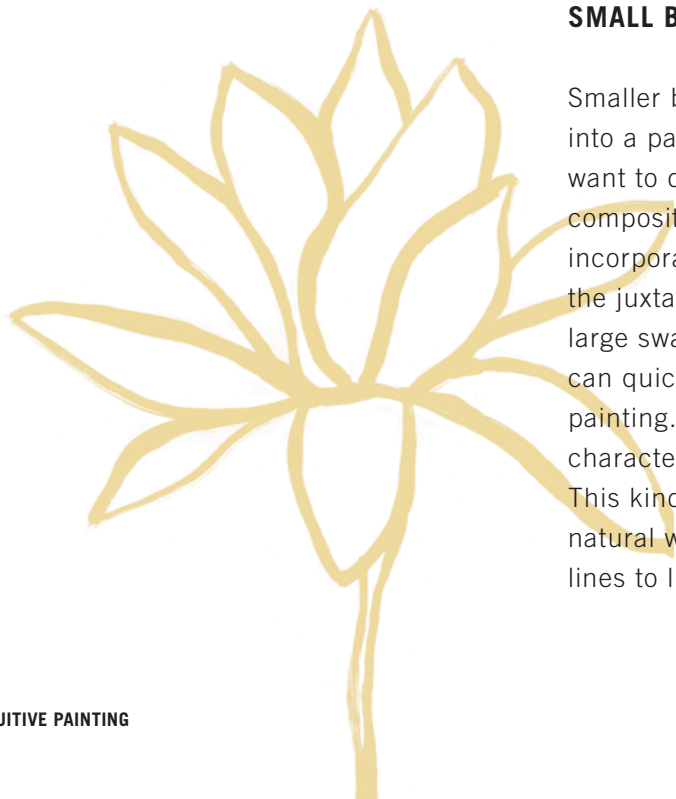 SMALL B
Smaller b
into a pa
want to c
composit
incorpora
the juxta
large swa
can quic
painting.
characte
This kind
natural w
lines to l
UITIVE PAINTING